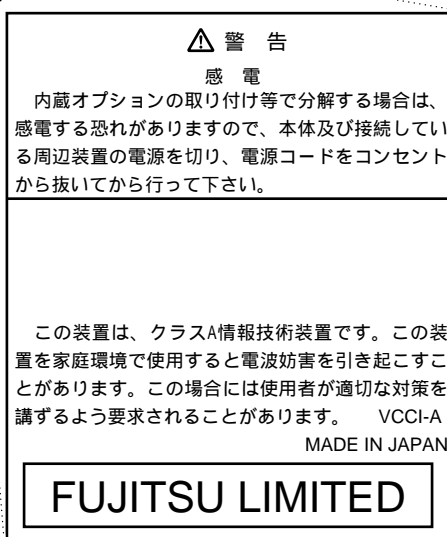 ⚠ 警 告
感 電
内蔵オプションの取り付け等で分解する場合は、
感電する恐れがありますので、本体及び接続してい
る周辺装置の電源を切り、電源コードをコンセント
から抜いてから行って下さい。
この装置は、クラスA情報技術装置です。この装
置を家庭環境で使用すると電波妨害を引き起こすこ
とがあります。この場合には使用者が適切な対策を
講ずるよう要求されることがあります。 VCCI-A
MADE IN JAPAN
FUJITSU LIMITED